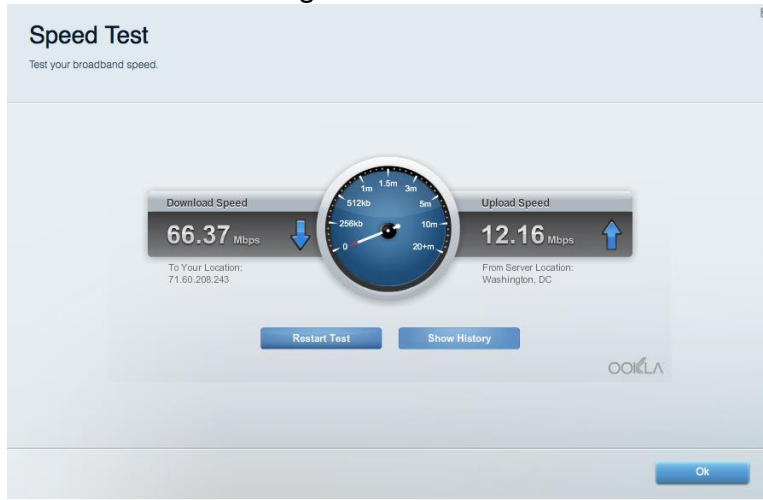 Speed Test
Test your broadband speed.
1.5m
1m
3m
512kb
5m
256kb
10m
0
20+m
Download Speed
66.37 Mbps
To Your Location:
71.60.208.243
Upload Speed
12.16 Mbps
From Server Location:
Washington, DC
Restart Test
Show History
OOKLA
Ok